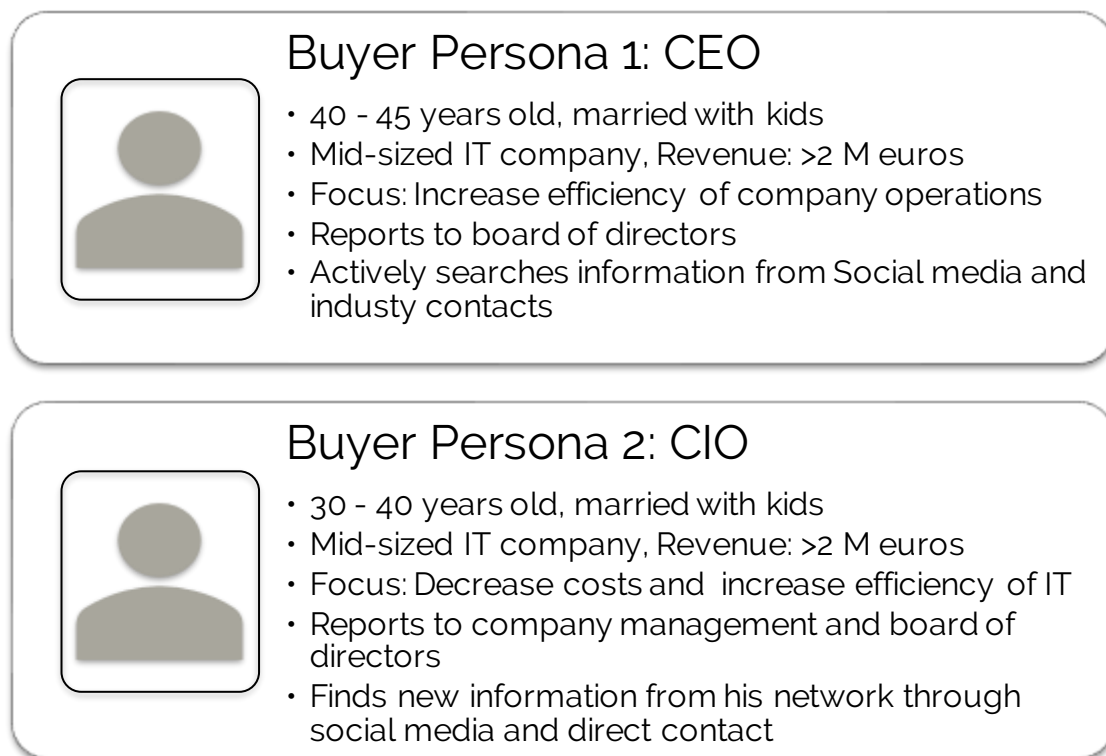 Buyer Persona 1: CEO
• 40 - 45 years old, married with kids
• Mid-sized IT company, Revenue: >2 M euros
• Focus: Increase efficiency of company operations
• Reports to board of directors
• Actively searches information from Social media and
industy contacts
Buyer Persona 2: CIO
• 30 - 40 years old, married with kids
• Mid-sized IT company, Revenue: >2 M euros
• Focus: Decrease costs and increase efficiency of IT
• Reports to company management and board of
directors
• Finds new information from his network through
social media and direct contact